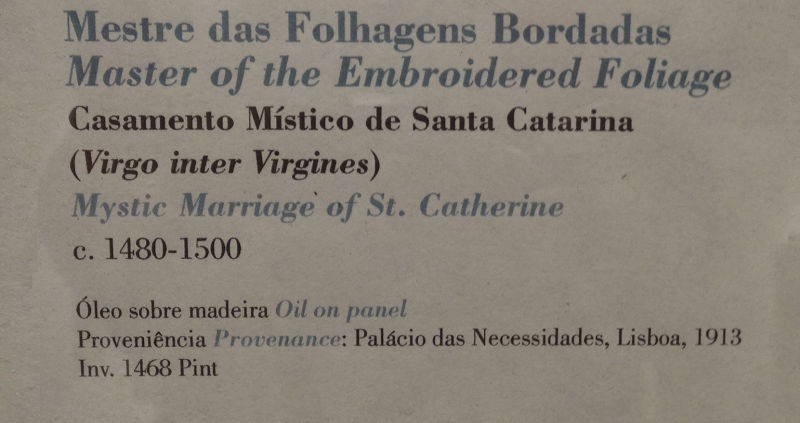 Mestre das Folhagens Bordadas
Master of the Embroidered Foliage
Casamento Místico de Santa Catarina
(Virgo inter Virgines)
Mystic Marriage of St. Catherine
c. 1480-1500
Óleo sobre madeira Oil on panel
Proveniência Provenance: Palácio das Necessidades, Lisboa, 1913
Inv. 1468 Pint